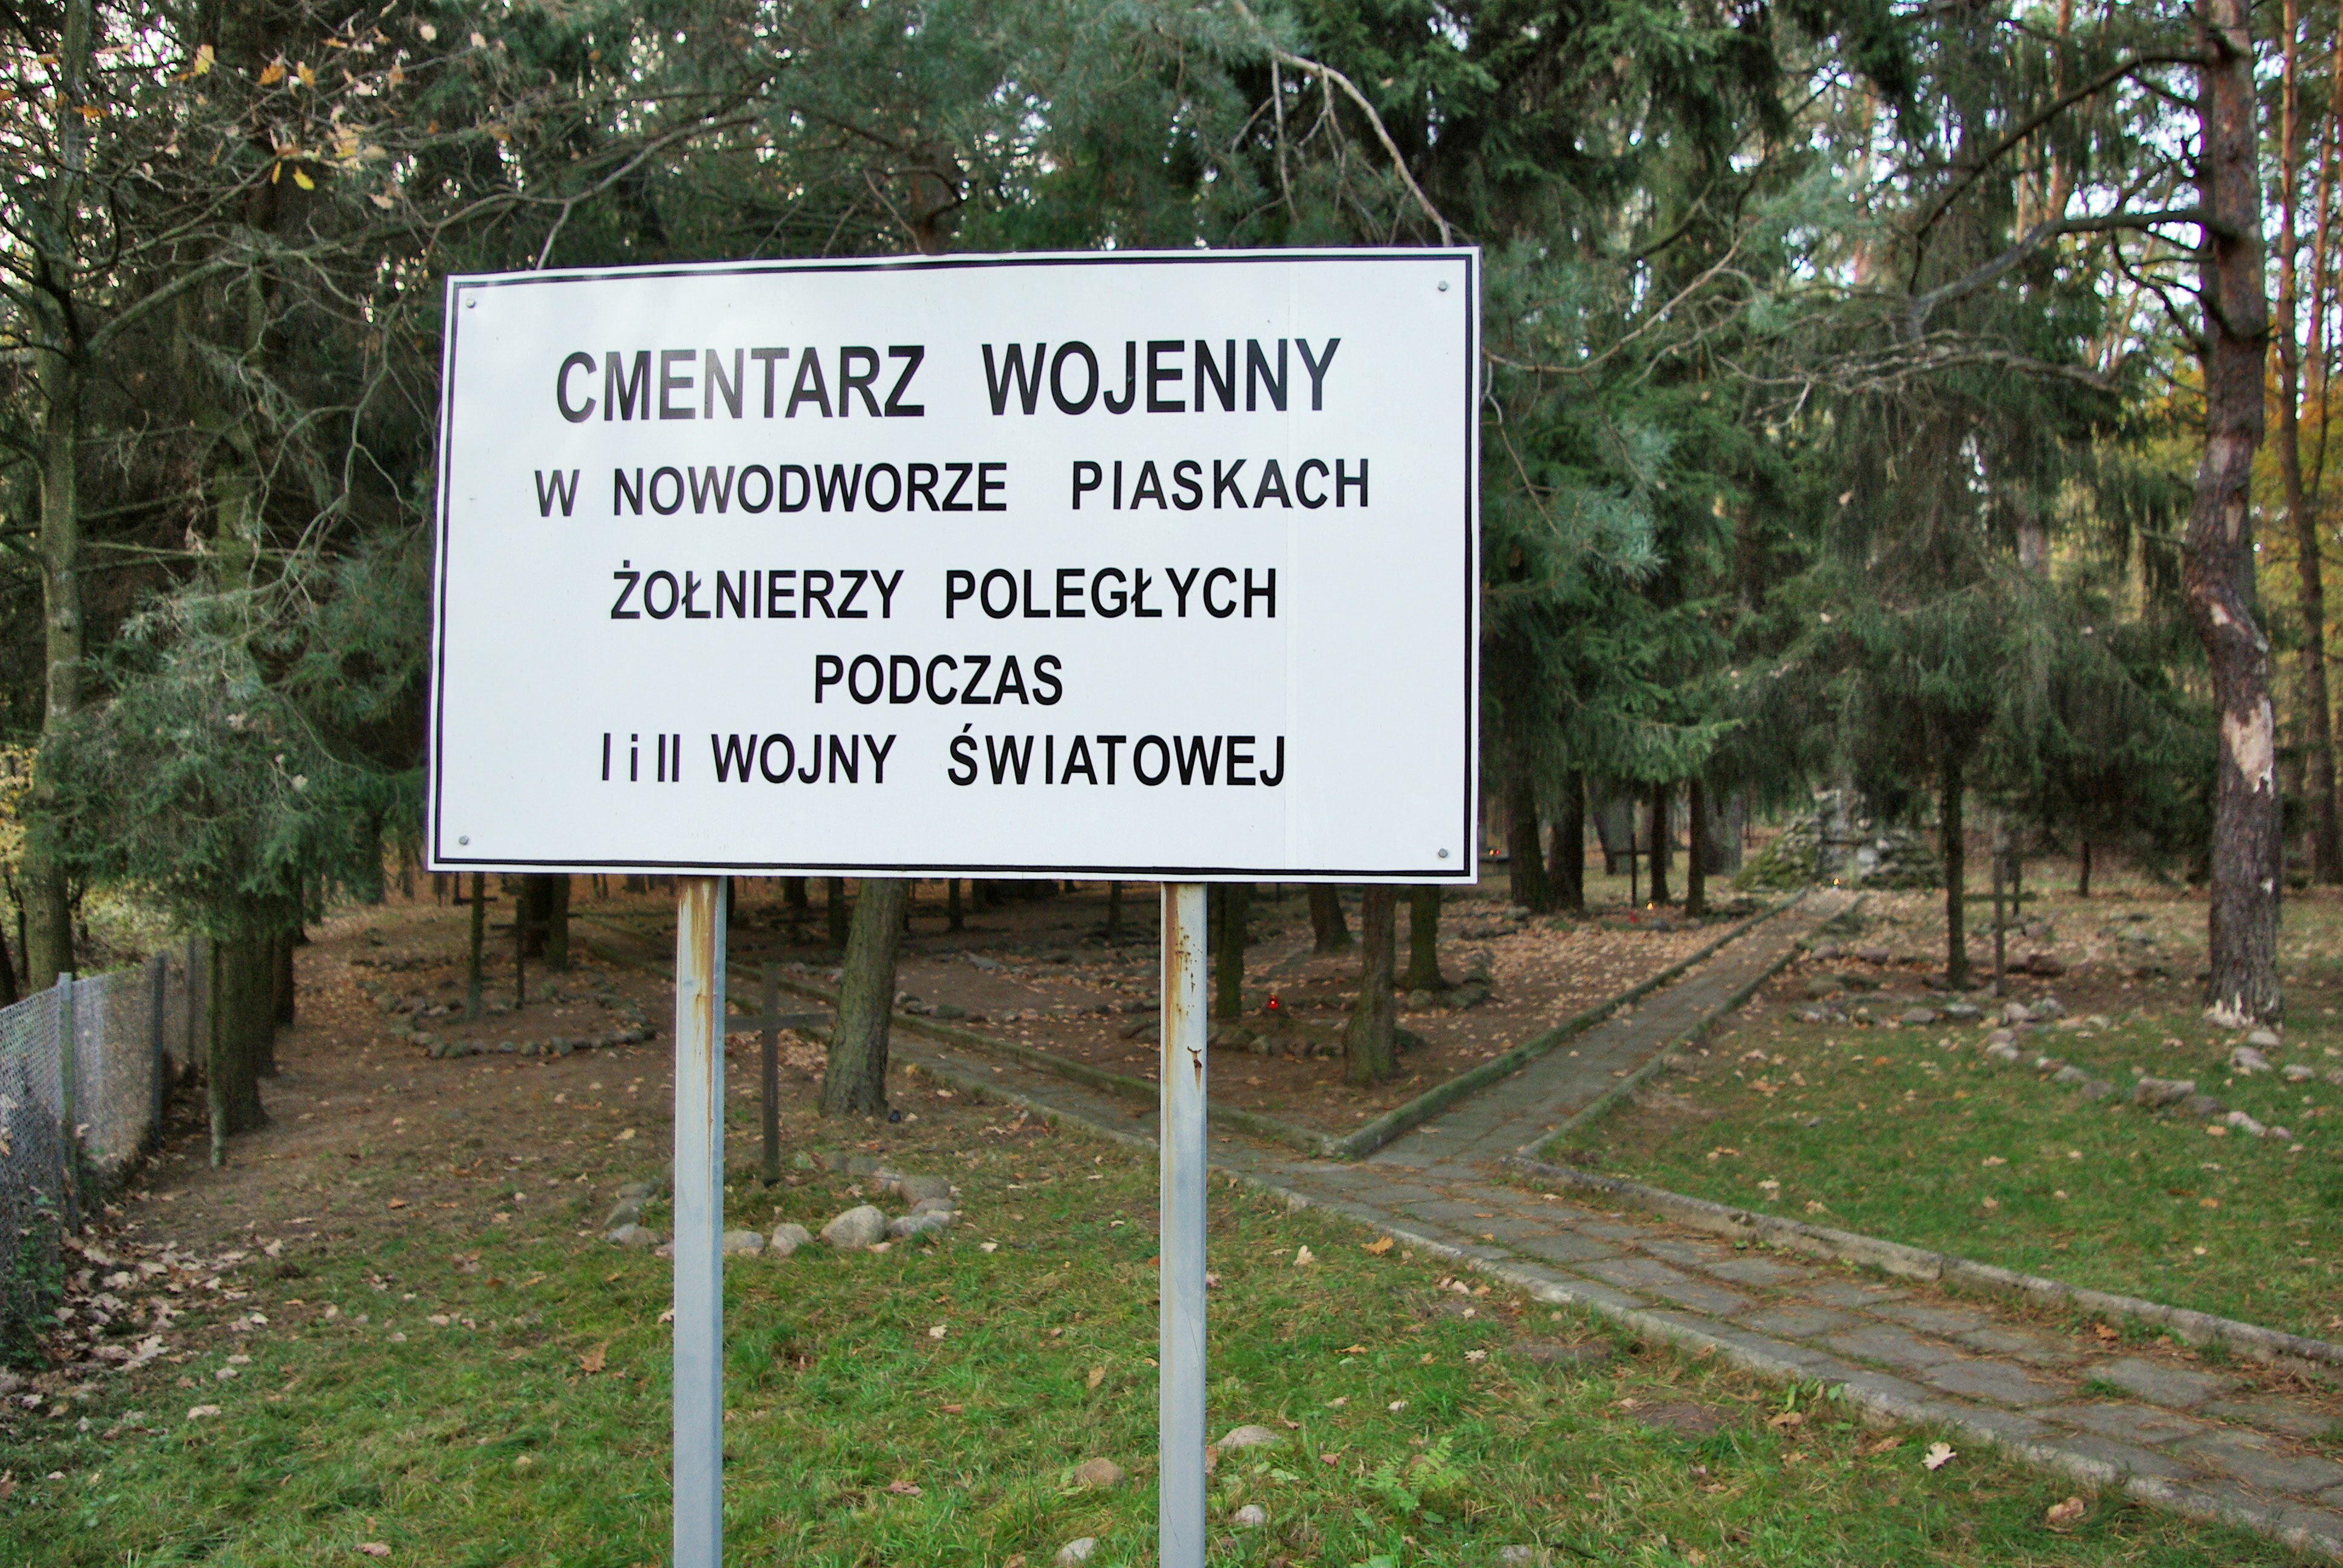 CMENTARZ WOJENNY
W NOWODWORZE PIASKACH
ŻOŁNIERZY POLEGŁYCH
PODCZAS
I i II WOJNY ŚWIATOWEJ